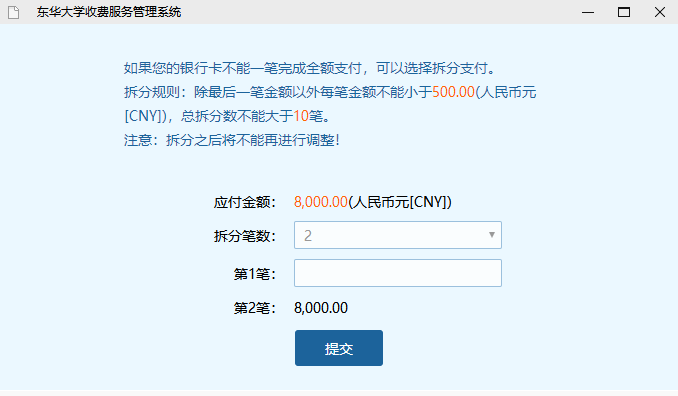 东华大学收费服务管理系统
如果您的银行卡不能一笔完成全额支付，可以选择拆分支付。
拆分规则：除最后一笔金额以外每笔金额不能小于500.00(人民币元
[CNY])，总拆分数不能大于10笔。
注意：拆分之后将不能再进行调整！
应付金额： 8,000.00(人民币元[CNY])
拆分笔数： 2
第1笔：
第2笔： 8,000.00
提交